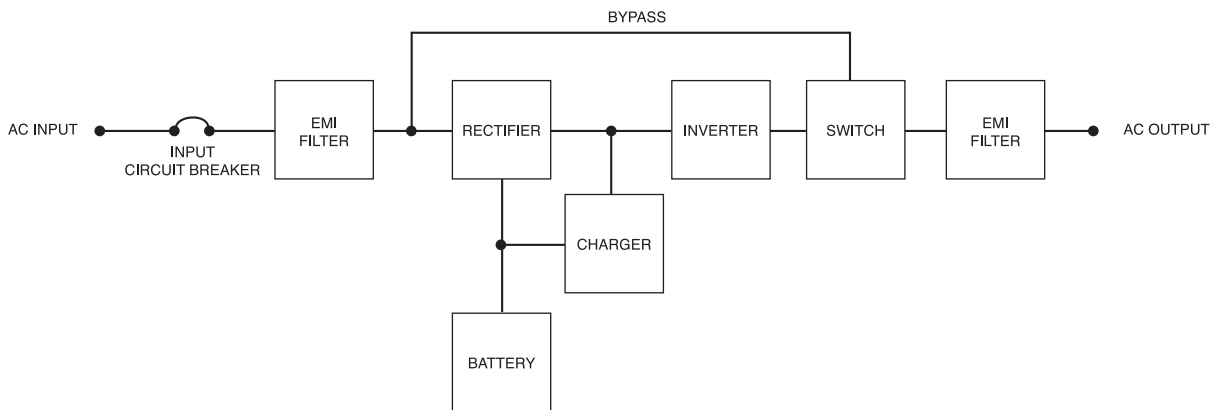 BYPASS
AC INPUT
INPUT
CIRCUIT BREAKER
EMI
FILTER
RECTIFIER
INVERTER
SWITCH
EMI
FILTER
AC OUTPUT
CHARGER
BATTERY